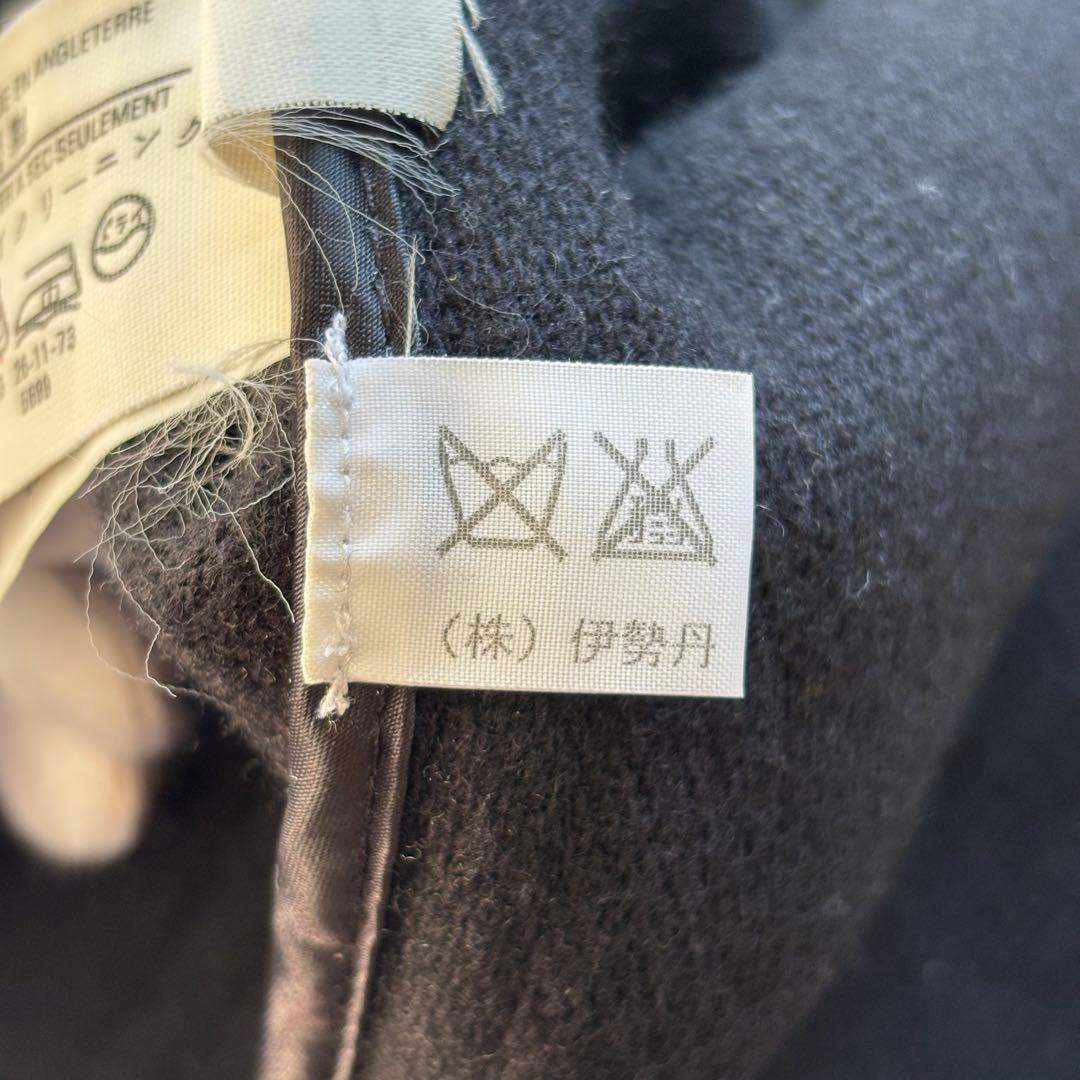 ANGLETERRE
A SEC SEULEMENT
クリーニング
ドライ
26-11-73
(株) 伊勢丹